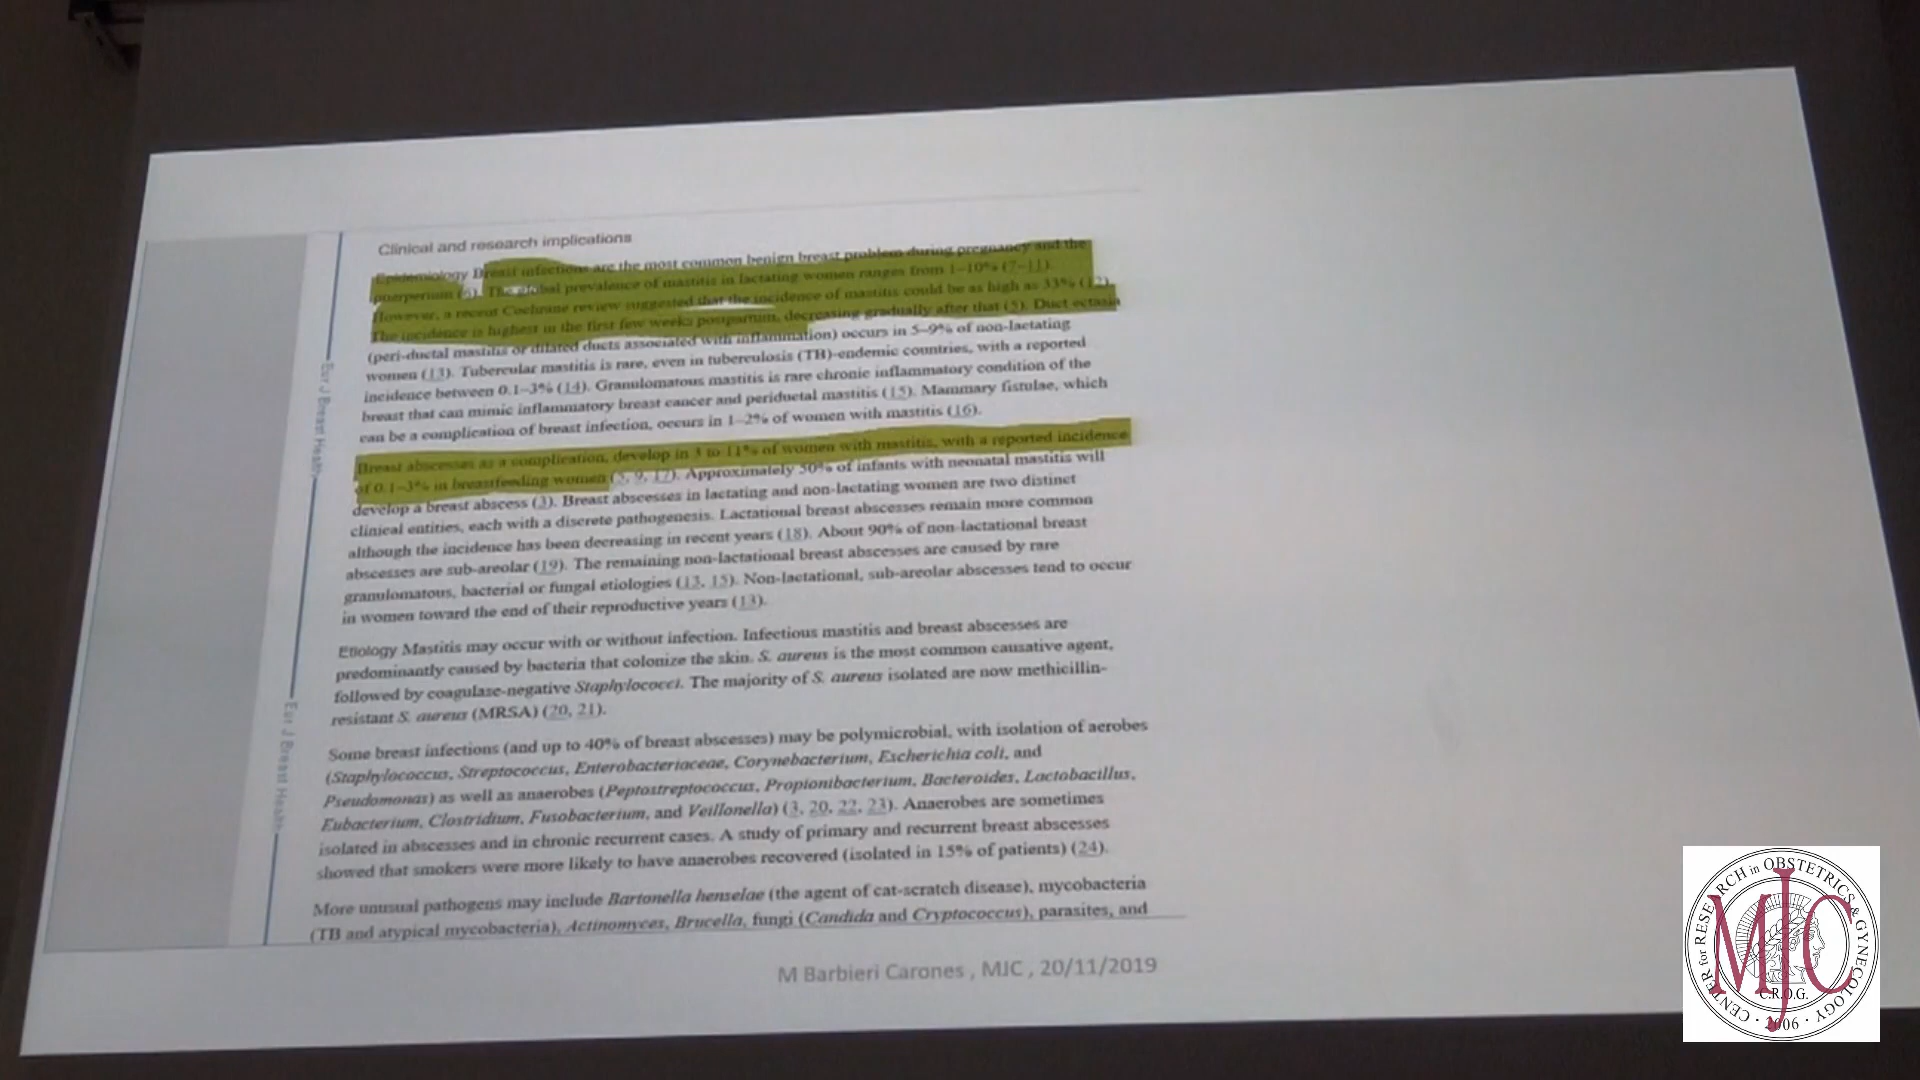 Clinical and research implications
Epidemiology Breast infections are the most common benign breast problem during pregnancy and the
puerperium (6). The global prevalence of mastitis in lactating women ranges from 1–10% (7–11).
However, a recent Cochrane review suggested that the incidence of mastitis could be as high as 33% (12).
The incidence is highest in the first few weeks postpartum, decreasing gradually after that (5). Duct ectasia
(peri-ductal mastitis or dilated ducts associated with inflammation) occurs in 5–9% of non-lactating
women (13). Tubercular mastitis is rare, even in tuberculosis (TB)-endemic countries, with a reported
incidence between 0.1–3% (14). Granulomatous mastitis is rare chronic inflammatory condition of the
breast that can mimic inflammatory breast cancer and periductal mastitis (15). Mammary fistulae, which
can be a complication of breast infection, occurs in 1–2% of women with mastitis (16).
Breast abscesses as a complication, develop in 3 to 11% of women with mastitis, with a reported incidence
of 0.1–3% in breastfeeding women (5, 9, 17). Approximately 50% of infants with neonatal mastitis will
develop a breast abscess (3). Breast abscesses in lactating and non-lactating women are two distinct
clinical entities, each with a discrete pathogenesis. Lactational breast abscesses remain more common
although the incidence has been decreasing in recent years (18). About 90% of non-lactational breast
abscesses are sub-areolar (19). The remaining non-lactational breast abscesses are caused by rare
granulomatous, bacterial or fungal etiologies (13, 15). Non-lactational, sub-areolar abscesses tend to occur
in women toward the end of their reproductive years (13).
Etiology Mastitis may occur with or without infection. Infectious mastitis and breast abscesses are
predominantly caused by bacteria that colonize the skin. S. aureus is the most common causative agent,
followed by coagulase-negative Staphylococci. The majority of S. aureus isolated are now methicillin-
resistant S. aureus (MRSA) (20, 21).
Some breast infections (and up to 40% of breast abscesses) may be polymicrobial, with isolation of aerobes
(Staphylococcus, Streptococcus, Enterobacteriaceae, Corynebacterium, Escherichia coli, and
Pseudomonas) as well as anaerobes (Peptostreptococcus, Propionibacterium, Bacteroides, Lactobacillus,
Eubacterium, Clostridium, Fusobacterium, and Veillonella) (3, 20, 22, 23). Anaerobes are sometimes
isolated in abscesses and in chronic recurrent cases. A study of primary and recurrent breast abscesses
showed that smokers were more likely to have anaerobes recovered (isolated in 15% of patients) (24).
More unusual pathogens may include Bartonella henselae (the agent of cat-scratch disease), mycobacteria
(TB and atypical mycobacteria), Actinomyces, Brucella, fungi (Candida and Cryptococcus), parasites, and
Eur J Breast Health
Eur J Breast Health
M Barbieri Carones , MJC , 20/11/2019
CENTER for RESEARCH in OBSTETRICS & GYNECOLOGY
MJC
C.R.O.G.
2006